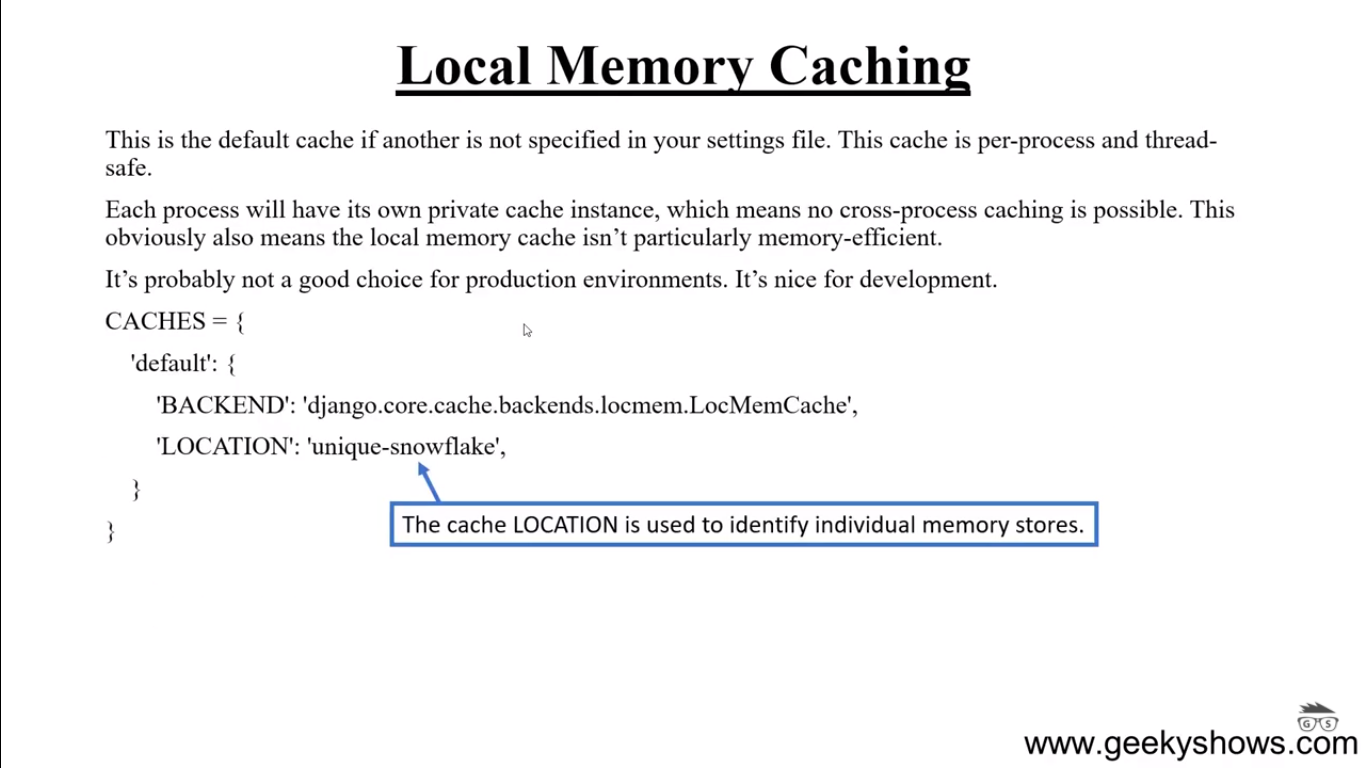 Local Memory Caching
This is the default cache if another is not specified in your settings file. This cache is per-process and thread-
safe.
Each process will have its own private cache instance, which means no cross-process caching is possible. This
obviously also means the local memory cache isn’t particularly memory-efficient.
It’s probably not a good choice for production environments. It’s nice for development.
CACHES = {
'default': {
'BACKEND': 'django.core.cache.backends.locmem.LocMemCache',
'LOCATION': 'unique-snowflake',
}
}
The cache LOCATION is used to identify individual memory stores.
G S
www.geekyshows.com